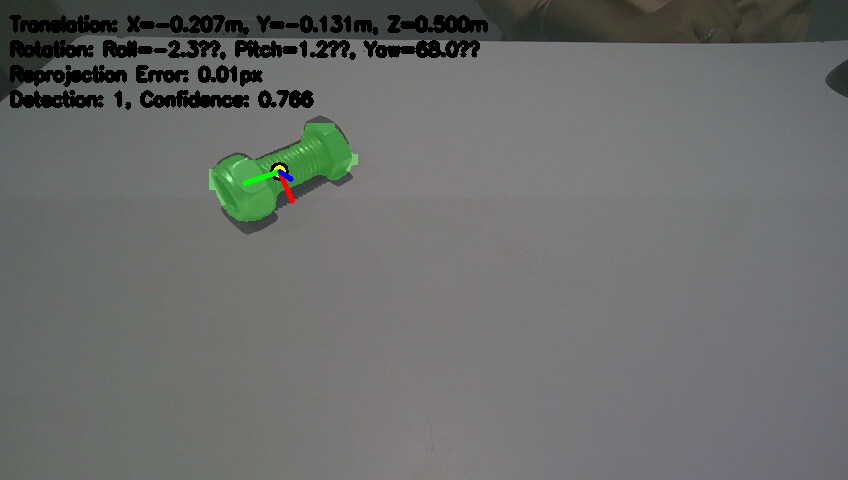 Translation: X=-0.207m, Y=-0.131m, Z=0.500m
Rotation: Roll=-2.3??, Pitch=1.2??, Yaw=68.0??
Reprojection Error: 0.01px
Detection: 1, Confidence: 0.766